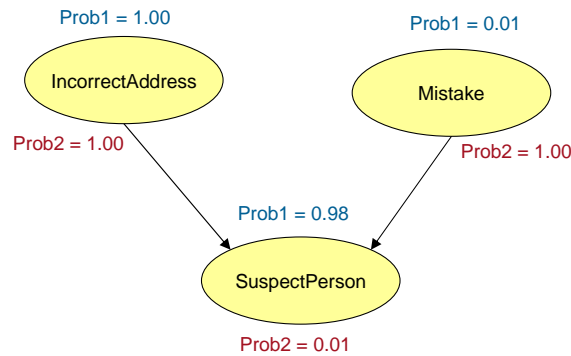 Prob1 = 1.00
Prob1 = 0.01
IncorrectAddress
Mistake
Prob2 = 1.00
Prob2 = 1.00
Prob1 = 0.98
SuspectPerson
Prob2 = 0.01